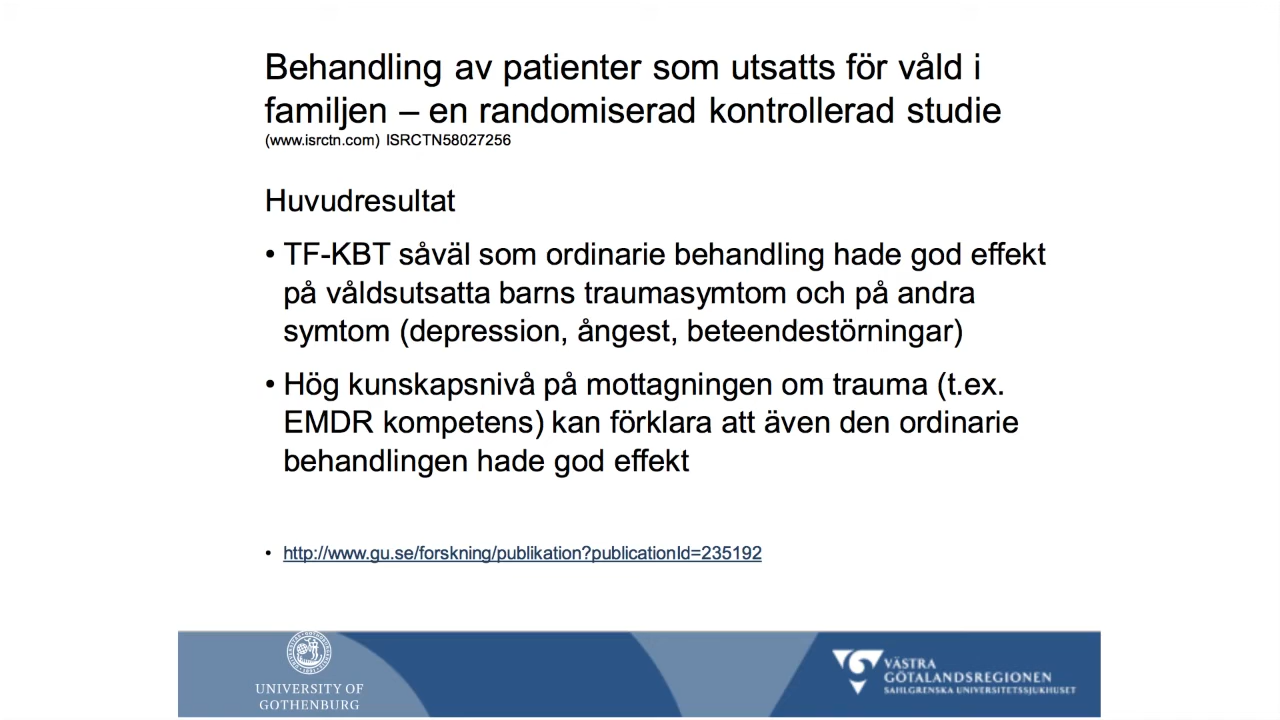 Behandling av patienter som utsatts för våld i
familjen – en randomiserad kontrollerad studie
(www.isrctn.com) ISRCTN58027256
Huvudresultat
• TF-KBT såväl som ordinarie behandling hade god effekt
på våldsutsatta barns traumasymtom och på andra
symtom (depression, ångest, beteendestörningar)
• Hög kunskapsnivå på mottagningen om trauma (t.ex.
EMDR kompetens) kan förklara att även den ordinarie
behandlingen hade god effekt
• http://www.gu.se/forskning/publikation?publicationId=235192
UNIVERSITY OF
GOTHENBURG
VÄSTRA
GÖTALANDSREGIONEN
SAHLGRENSKA UNIVERSITETSSJUKHUSET